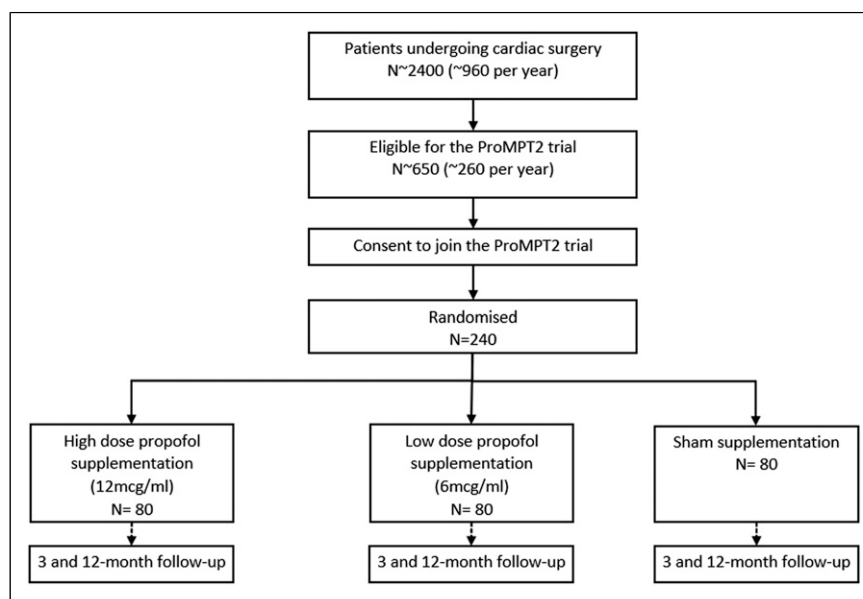 Patients undergoing cardiac surgery
N~2400 (~960 per year)
Eligible for the ProMPT2 trial
N~650 (~260 per year)
Consent to join the ProMPT2 trial
Randomised
N=240
High dose propofol
supplementation
(12mcg/ml)
N= 80
Low dose propofol
supplementation
(6mcg/ml)
N= 80
Sham supplementation
N= 80
3 and 12-month follow-up
3 and 12-month follow-up
3 and 12-month follow-up